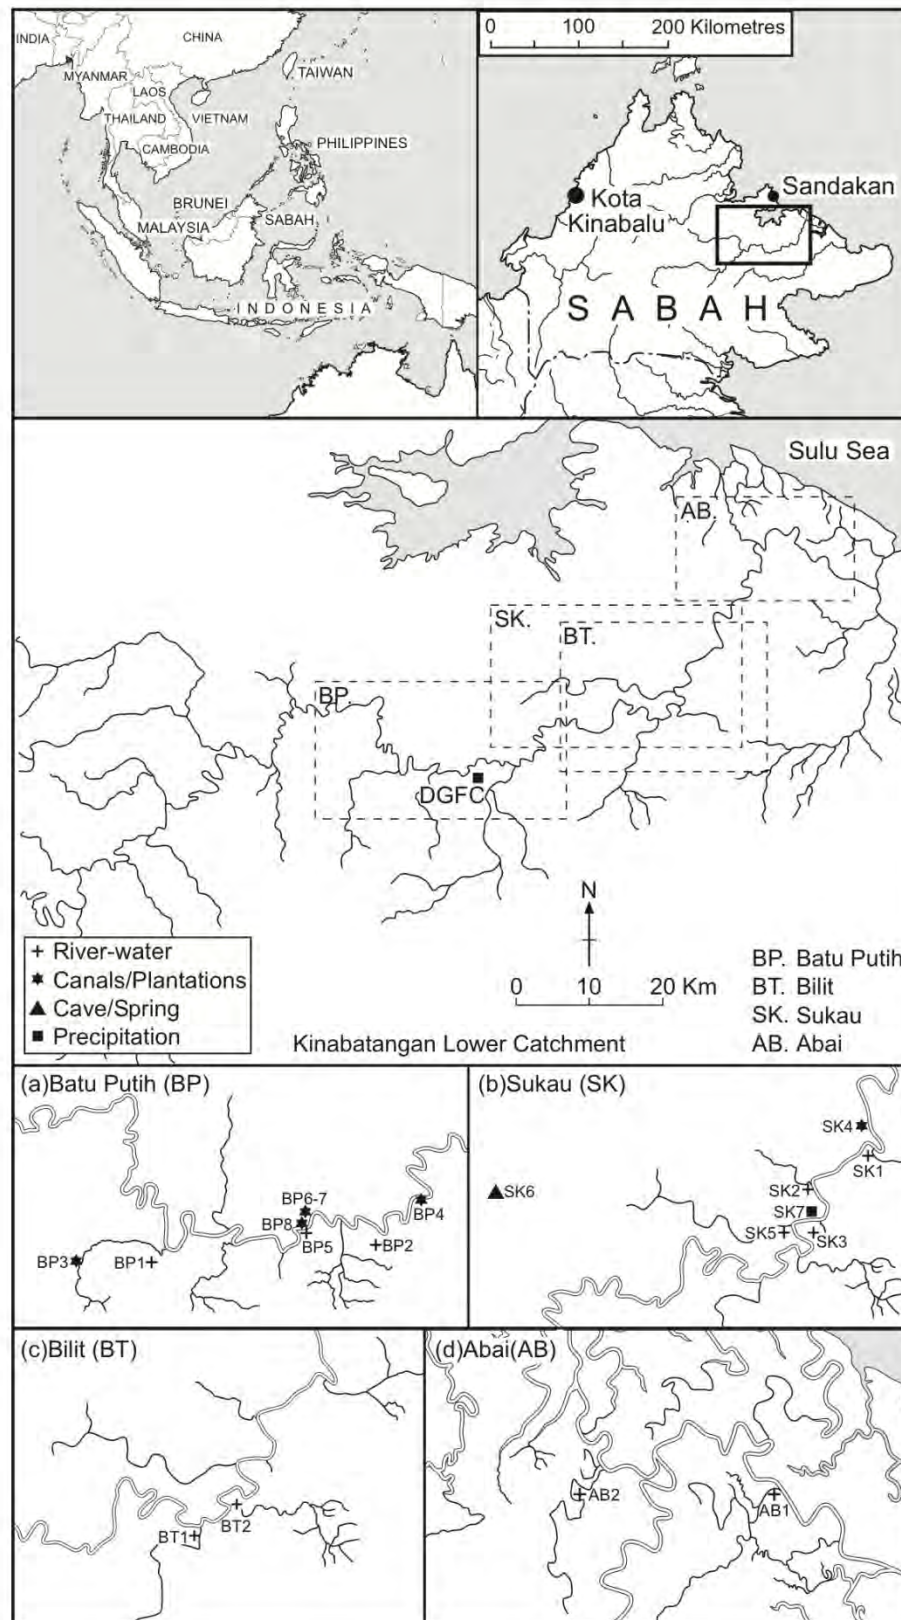 INDIA
CHINA
MYANMAR
LAOS
TAIWAN
THAILAND
VIETNAM
CAMBODIA
PHILIPPINES
BRUNEI
SABAH
MALAYSIA
INDONESIA
0 100 200 Kilometres
Sandakan
Kota
Kinabalu
SABAH
Sulu Sea
AB.
SK.
BT.
BP.
DGFC
N
0 10 20 Km
River-water
Canals/Plantations
Cave/Spring
Precipitation
BP. Batu Putih
BT. Bilit
SK. Sukau
AB. Abai
Kinabatangan Lower Catchment
(a)Batu Putih (BP)
BP6-7
BP8
BP4
BP5
BP2
BP3
BP1
(b)Sukau (SK)
SK4
SK1
SK6
SK2
SK7
SK5
SK3
(c)Bilit (BT)
BT2
BT1
(d)Abai(AB)
AB2
AB1